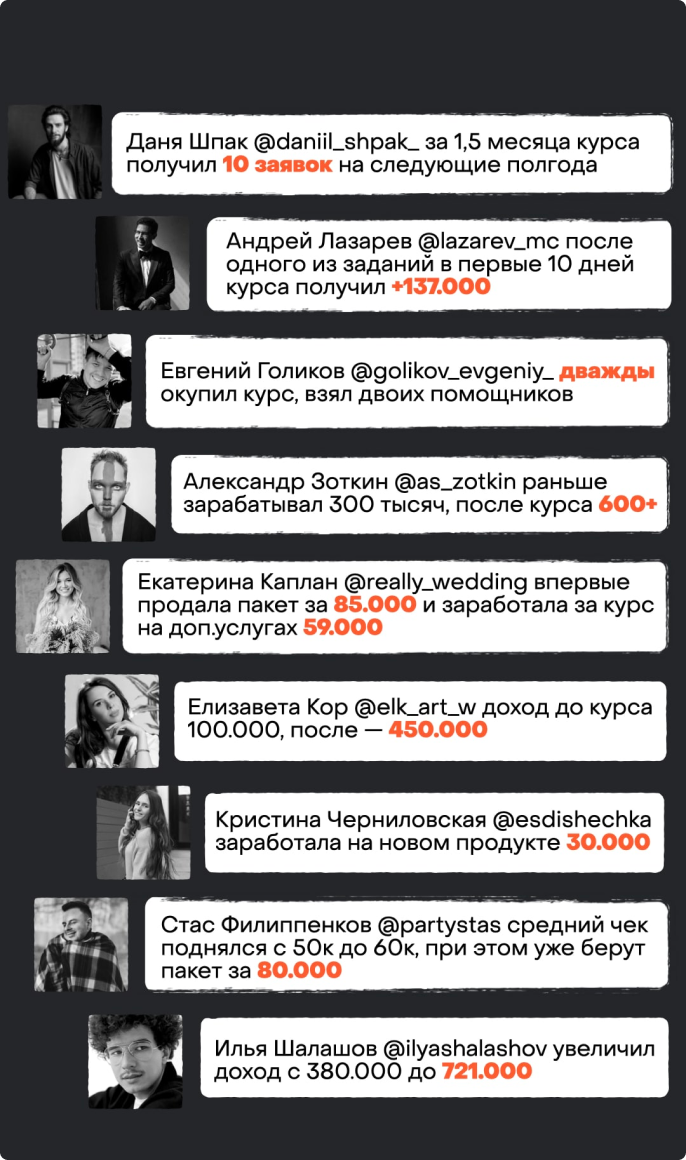 Даня Шпак @daniil_shpak_ за 1,5 месяца курса
получил 10 заявок на следующие полгода
Андрей Лазарев @lazarev_mc после
одного из заданий в первые 10 дней
курса получил +137.000
Евгений Голиков @golikov_evgeniy_ дважды
окупил курс, взял двоих помощников
Александр Зоткин @as_zotkin раньше
зарабатывал 300 тысяч, после курса 600+
Екатерина Каплан @really_wedding впервые
продала пакет за 85.000 и заработала за курс
на доп.услугах 59.000
Елизавета Кор @elk_art_w доход до курса
100.000, после — 450.000
Кристина Черниловская @esdishechka
заработала на новом продукте 30.000
Стас Филиппенков @partystas средний чек
поднялся с 50к до 60к, при этом уже берут
пакет за 80.000
Илья Шалашов @ilyashalashov увеличил
доход с 380.000 до 721.000